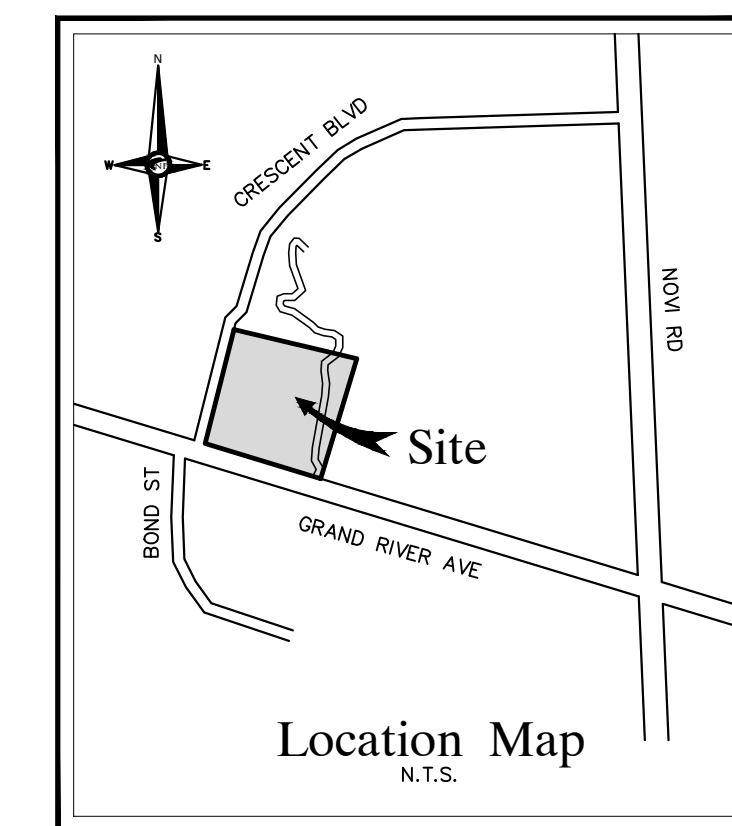 N
W
E
S
CRESCENT BLVD
NOVI RD
Site
BOND ST
GRAND RIVER AVE
Location Map
N.T.S.